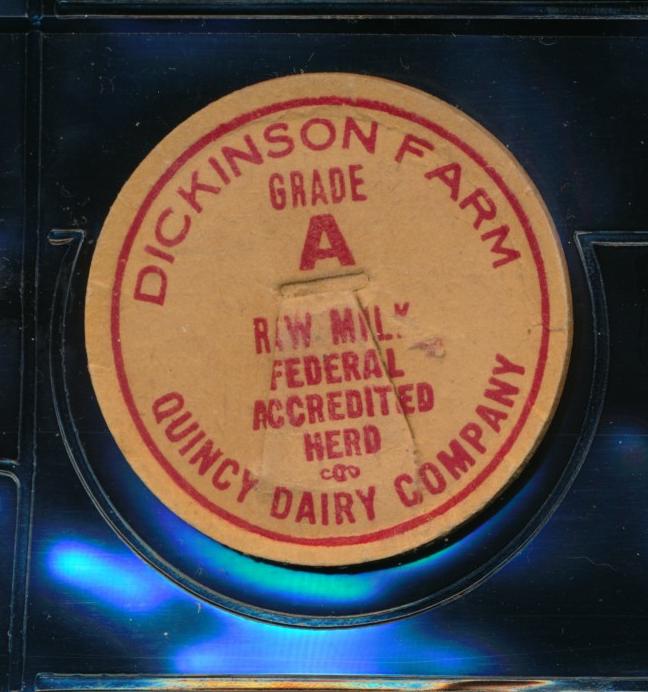 DICKINSON FARM
GRADE
A
RAW MILK
FEDERAL
ACCREDITED
HERD
QUINCY DAIRY COMPANY